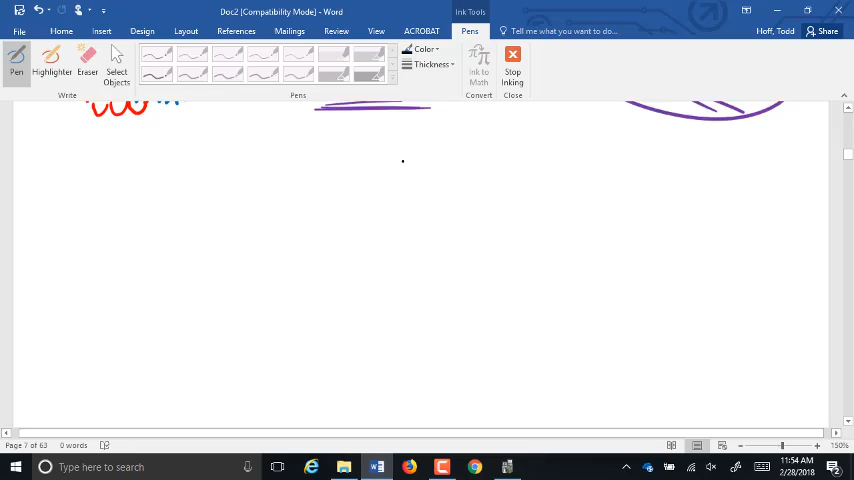 Doc2 [Compatibility Mode] - Word
Ink Tools
File
Home
Insert
Design
Layout
References
Mailings
Review
View
ACROBAT
Pens
Tell me what you want to do...
Hoff, Todd
Share
Pen
Highlighter
Eraser
Select
Objects
Color
Thickness
Ink to
Math
Stop
Inking
Write
Pens
Convert
Close
Page 7 of 63
0 words
150%
Type here to search
11:54 AM
2/28/2018
2